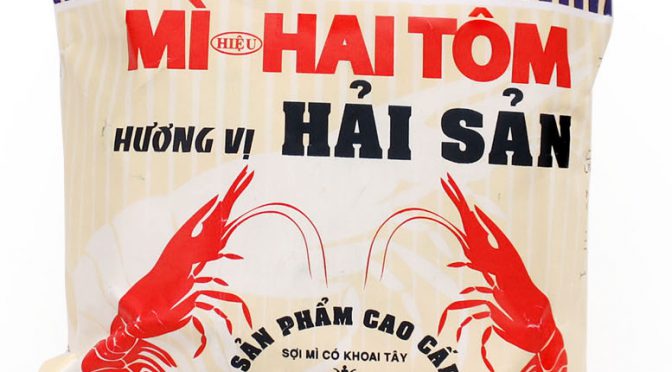 MÌ HIỆU HAI TÔM
HƯƠNG VỊ HẢI SẢN
SẢN PHẨM CAO CẤP
SỢI MÌ CÓ KHOAI TÂY